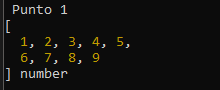 Punto 1
[
1, 2, 3, 4, 5,
6, 7, 8, 9
] number